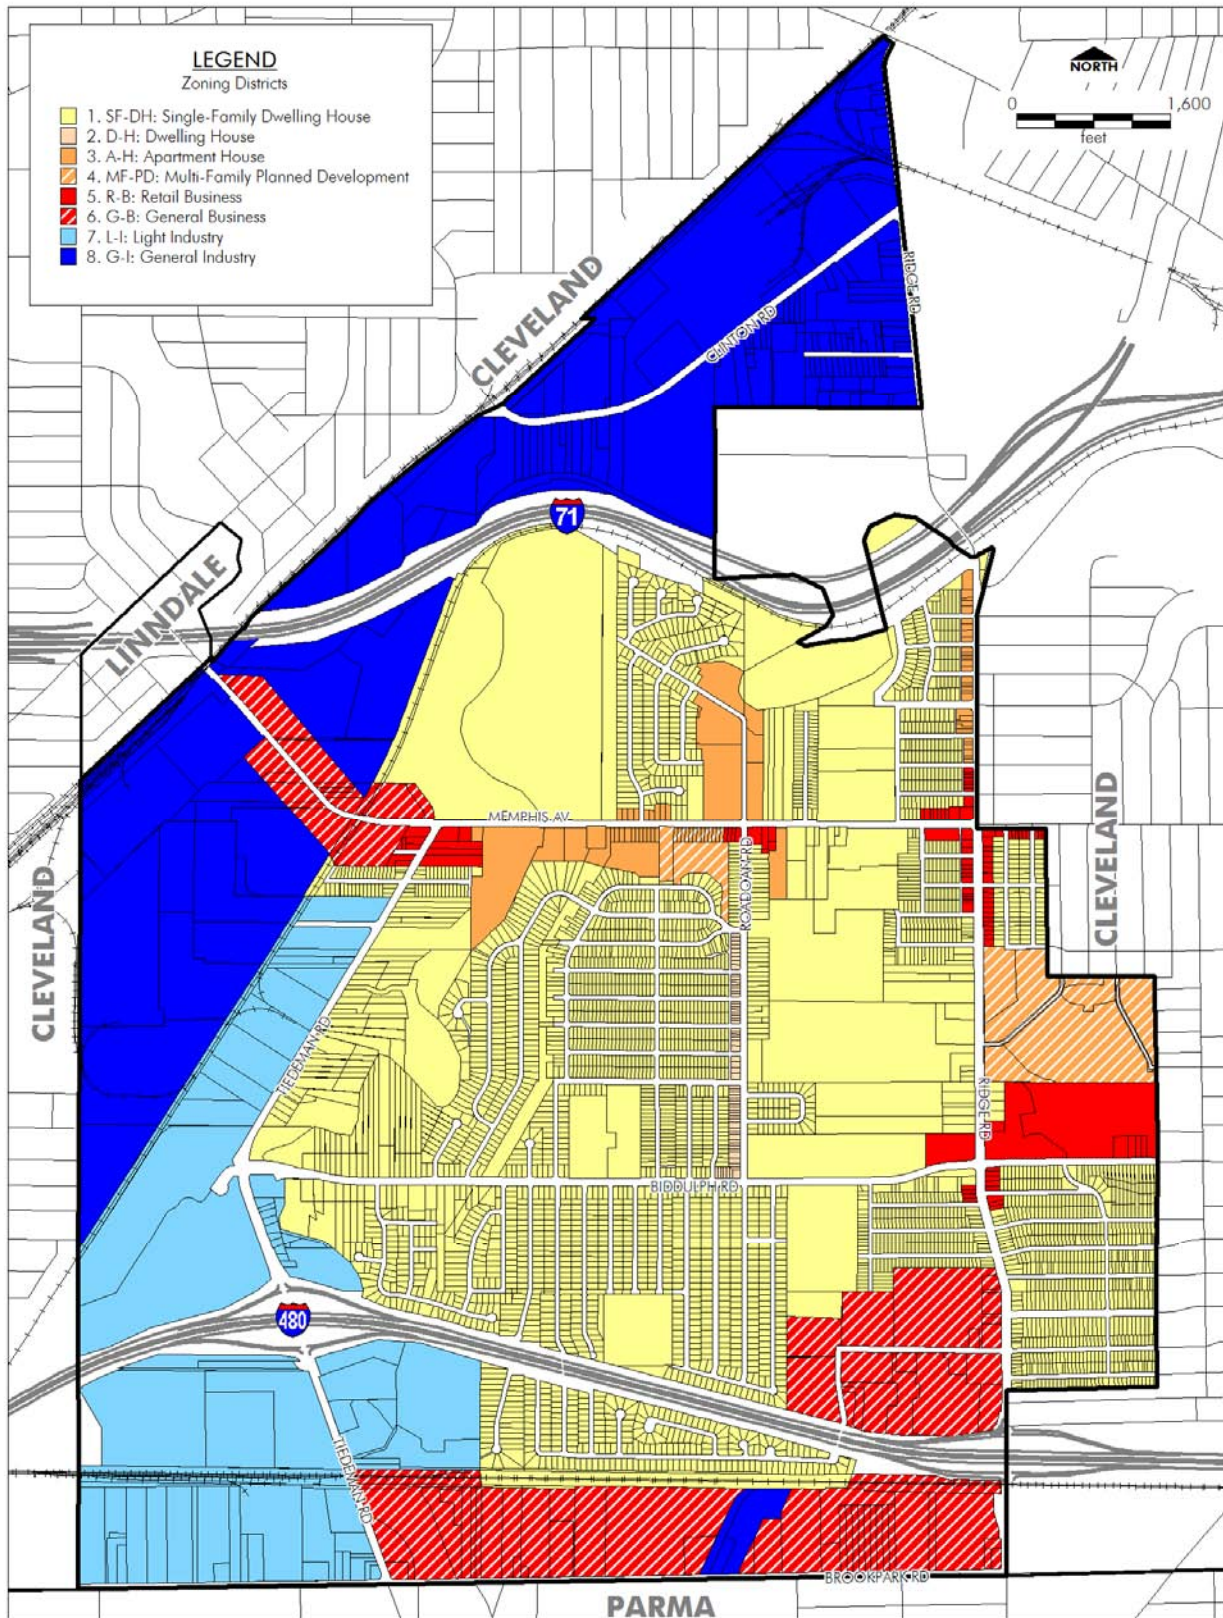 LEGEND
Zoning Districts
1. SF-DH: Single-Family Dwelling House
2. D-H: Dwelling House
3. A-H: Apartment House
4. MF-PD: Multi-Family Planned Development
5. R-B: Retail Business
6. G-B: General Business
7. L-I: Light Industry
8. G-I: General Industry
NORTH
0 1,600
feet
CLEVELAND
RIDGE RD
CLINTON RD
71
LINNDALE
MEMPHIS AV
ROADOAN RD
CLEVELAND
CLEVELAND
TIEDEMAN RD
RIDGE RD
BIDDULPH RD
480
TIEDEMAN RD
BROOKPARK RD
PARMA